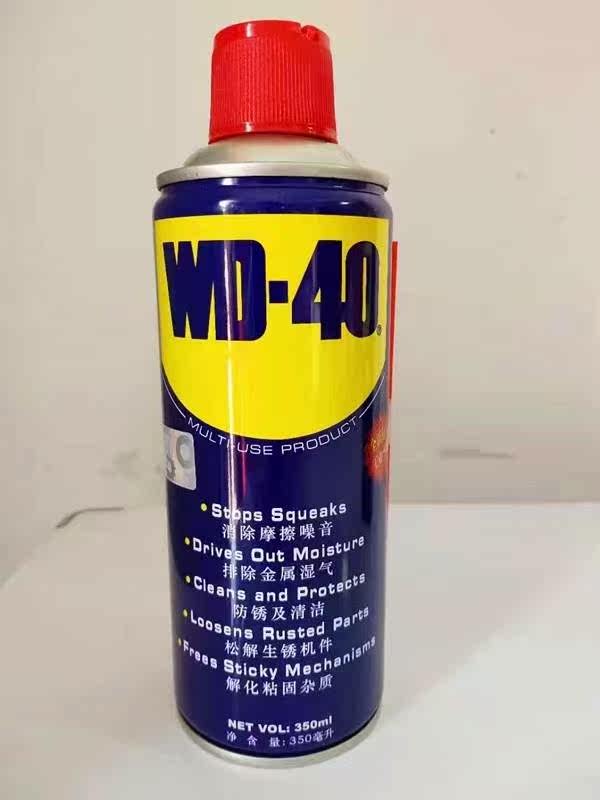 WD-40®
MULTI-USE PRODUCT
• Stops Squeaks
消除摩擦噪音
• Drives Out Moisture
排除金属湿气
• Cleans and Protects
防锈及清洁
• Loosens Rusted Parts
松解生锈机件
• Frees Sticky Mechanisms
解化粘固杂质
NET VOL: 350ml
净 含 量: 350毫升